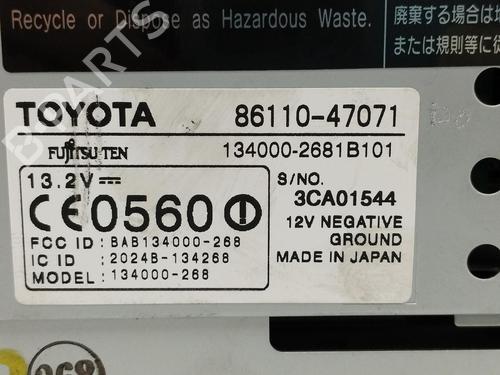 Recycle or Dispose as Hazardous Waste.
廃棄する場合は
または規則等に従
TOYOTA 86110-47071
FUJITSU TEN 134000-2681B101
13.2V S/NO. 3CA01544
CE0560
12V NEGATIVE GROUND
FCC ID : BAB134000-268
IC ID : 2024B-134268
MADE IN JAPAN
MODEL : 134000-268
B-PARTS
068